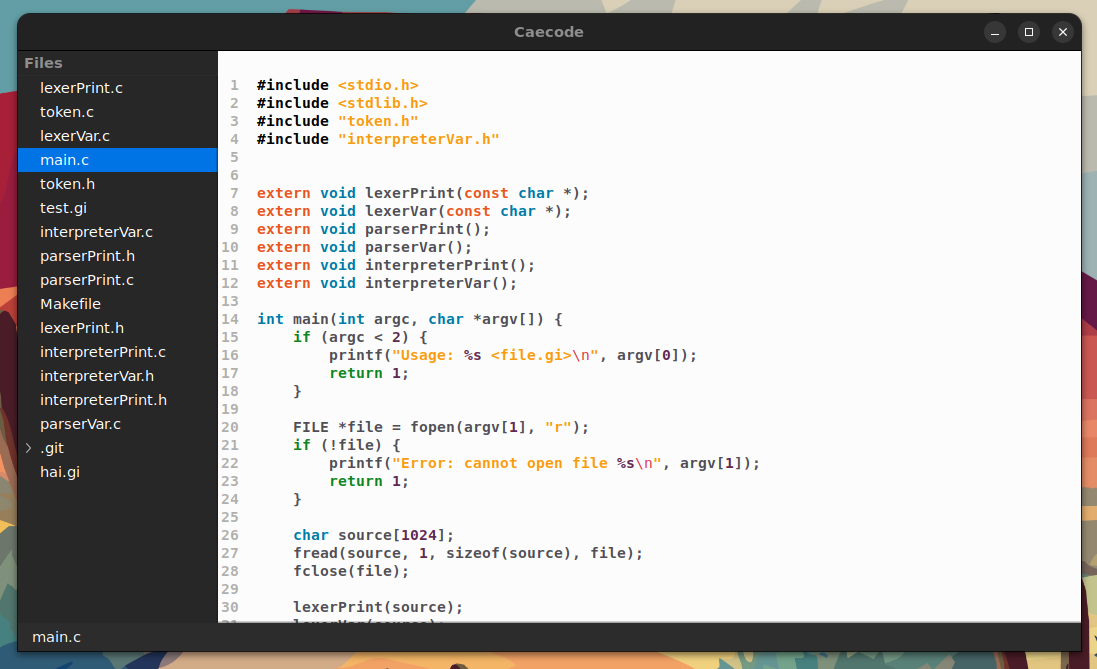 Caecode
Files
lexerPrint.c
token.c
lexerVar.c
main.c
token.h
test.gi
interpreterVar.c
parserPrint.h
parserPrint.c
Makefile
lexerPrint.h
interpreterPrint.c
interpreterVar.h
interpreterPrint.h
parserVar.c
.git
hai.gi
1 #include <stdio.h>
2 #include <stdlib.h>
3 #include "token.h"
4 #include "interpreterVar.h"
5
6
7 extern void lexerPrint(const char *);
8 extern void lexerVar(const char *);
9 extern void parserPrint();
10 extern void parserVar();
11 extern void interpreterPrint();
12 extern void interpreterVar();
13
14 int main(int argc, char *argv[]) {
15     if (argc < 2) {
16         printf("Usage: %s <file.gi>\n", argv[0]);
17         return 1;
18     }
19
20     FILE *file = fopen(argv[1], "r");
21     if (!file) {
22         printf("Error: cannot open file %s\n", argv[1]);
23         return 1;
24     }
25
26     char source[1024];
27     fread(source, 1, sizeof(source), file);
28     fclose(file);
29
30     lexerPrint(source);
main.c